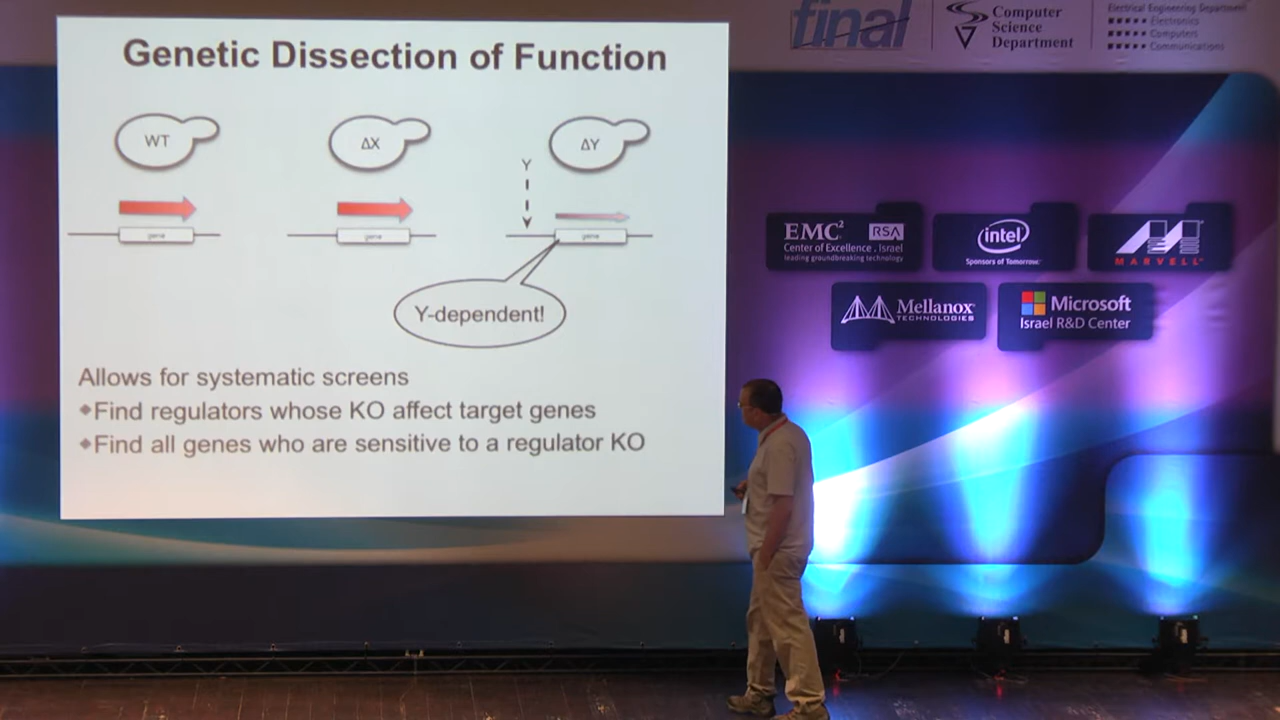 Genetic Dissection of Function
WT
ΔX
ΔY
Y
gene
gene
gene
Y-dependent!
Allows for systematic screens
Find regulators whose KO affect target genes
Find all genes who are sensitive to a regulator KO
final
Computer
Science
Department
Electrical Engineering Department
Electronics
Computers
Communications
EMC²
RSA
Center of Excellence . Israel
leading groundbreaking technology
intel
Sponsors of Tomorrow.™
MARVELL®
Mellanox
TECHNOLOGIES
Microsoft
Israel R&D Center